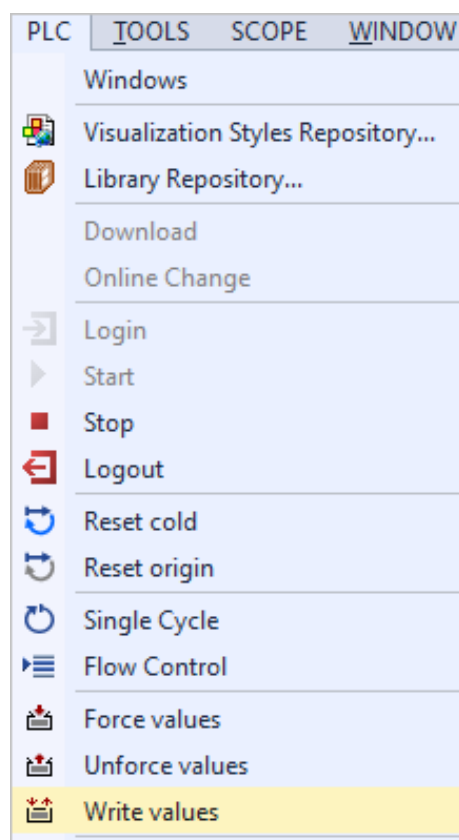 PLC TOOLS SCOPE WINDOW
Windows
Visualization Styles Repository...
Library Repository...
Download
Online Change
Login
Start
Stop
Logout
Reset cold
Reset origin
Single Cycle
Flow Control
Force values
Unforce values
Write values